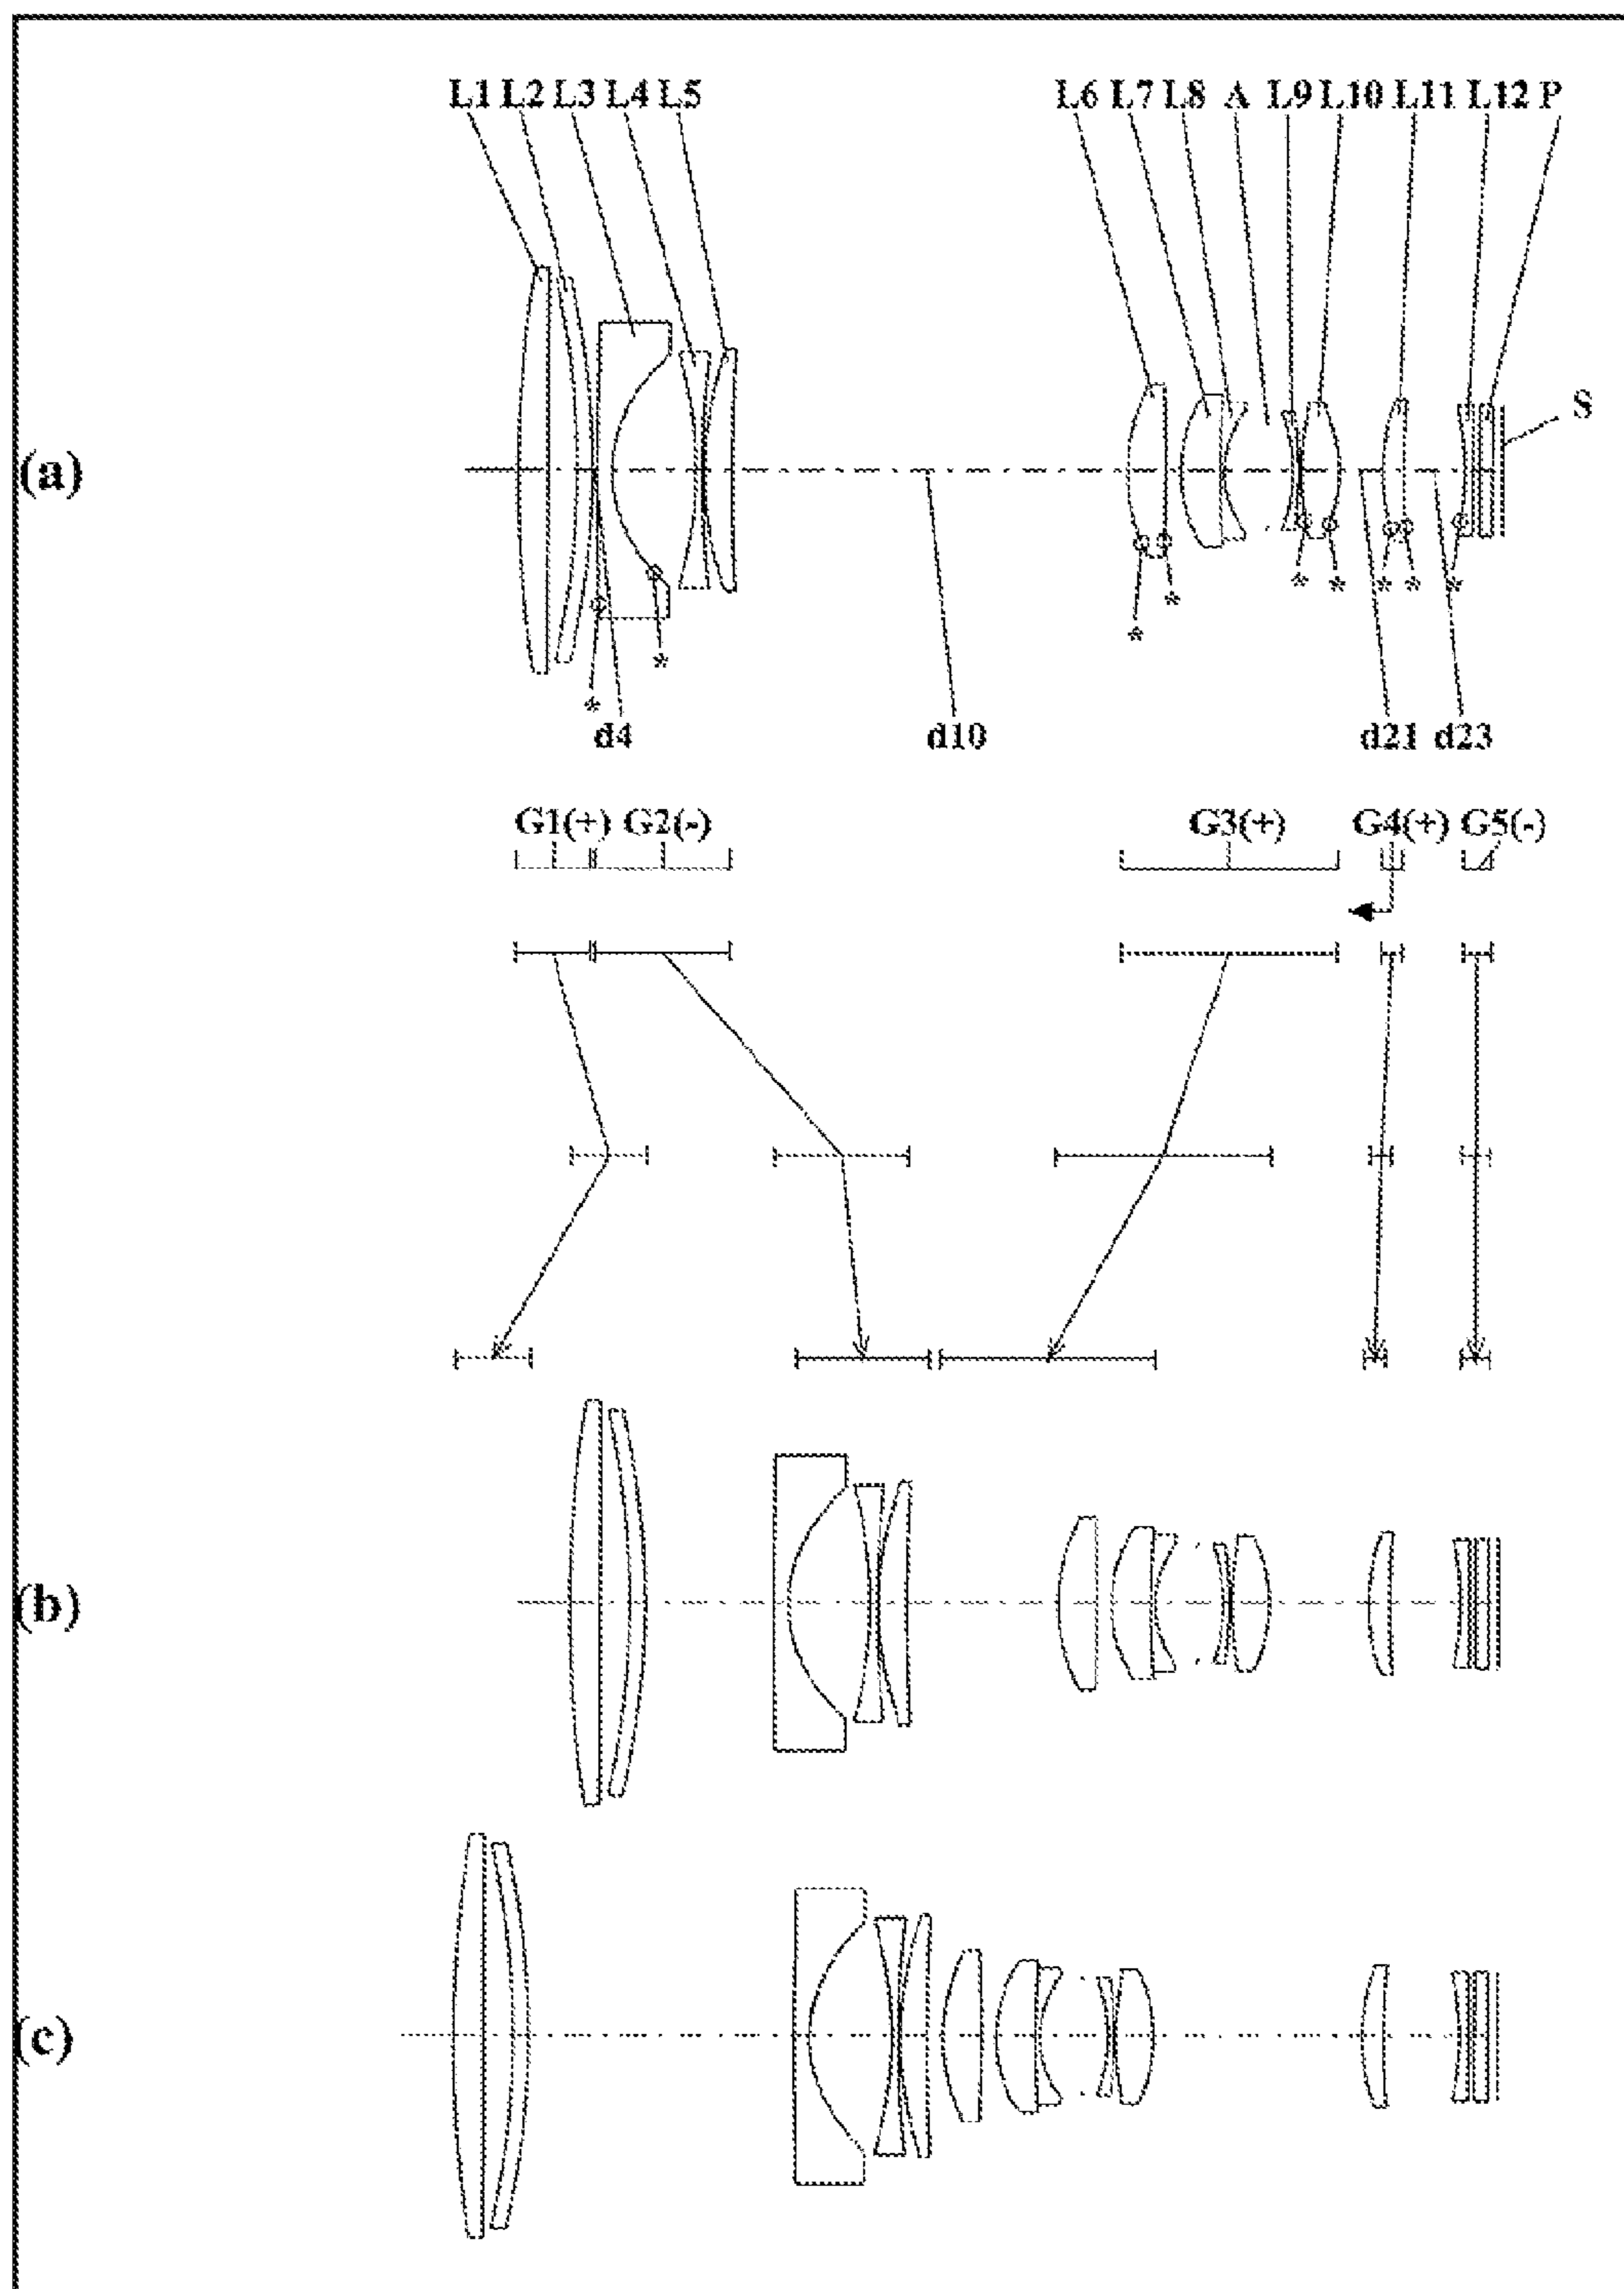 L1 L2 L3 L4 L5 L6 L7 L8 A L9 L10 L11 L12 P
S
(a)
* * * * * * * * *
d4 d10 d21 d23
G1(+) G2(-) G3(+) G4(+) G5(-)
(b)
(c)